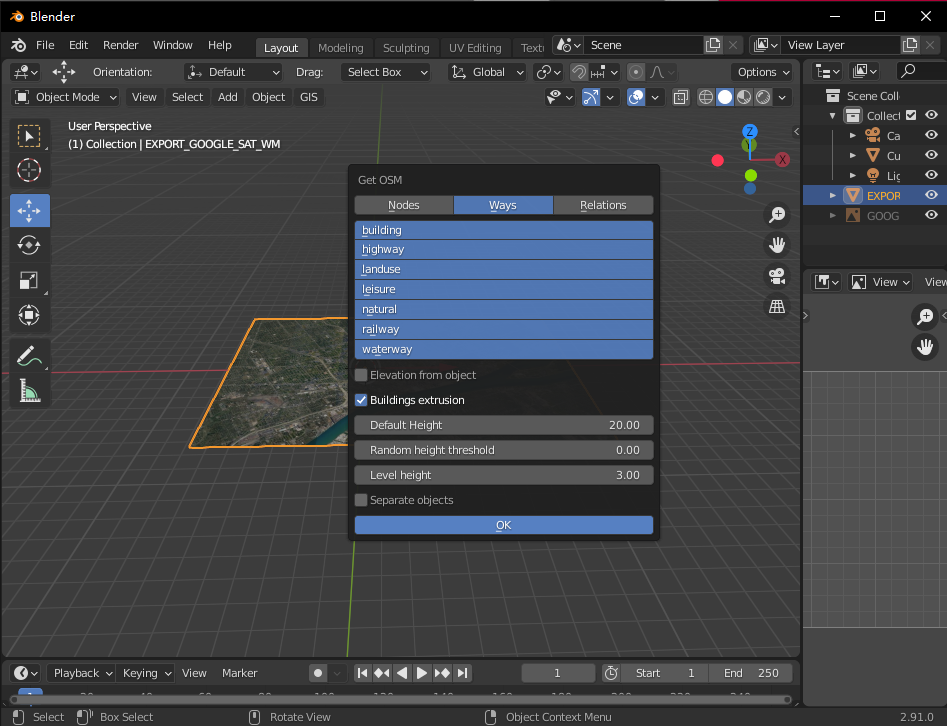 Blender
File Edit Render Window Help Layout Modeling Sculpting UV Editing Scene View Layer
Orientation: Default Drag: Select Box Global Options
Object Mode View Select Add Object GIS
Scene Coll
Collect
Ca
Cu
Lig
EXPOR
GOOG
User Perspective
(1) Collection | EXPORT_GOOGLE_SAT_WM
Z
Y
X
Get OSM
Nodes Ways Relations
building
highway
landuse
leisure
natural
railway
waterway
Elevation from object
Buildings extrusion
Default Height 20.00
Random height threshold 0.00
Level height 3.00
Separate objects
OK
View View
Playback Keying View Marker 1 Start 1 End 250
Select Box Select Rotate View Object Context Menu 2.91.0